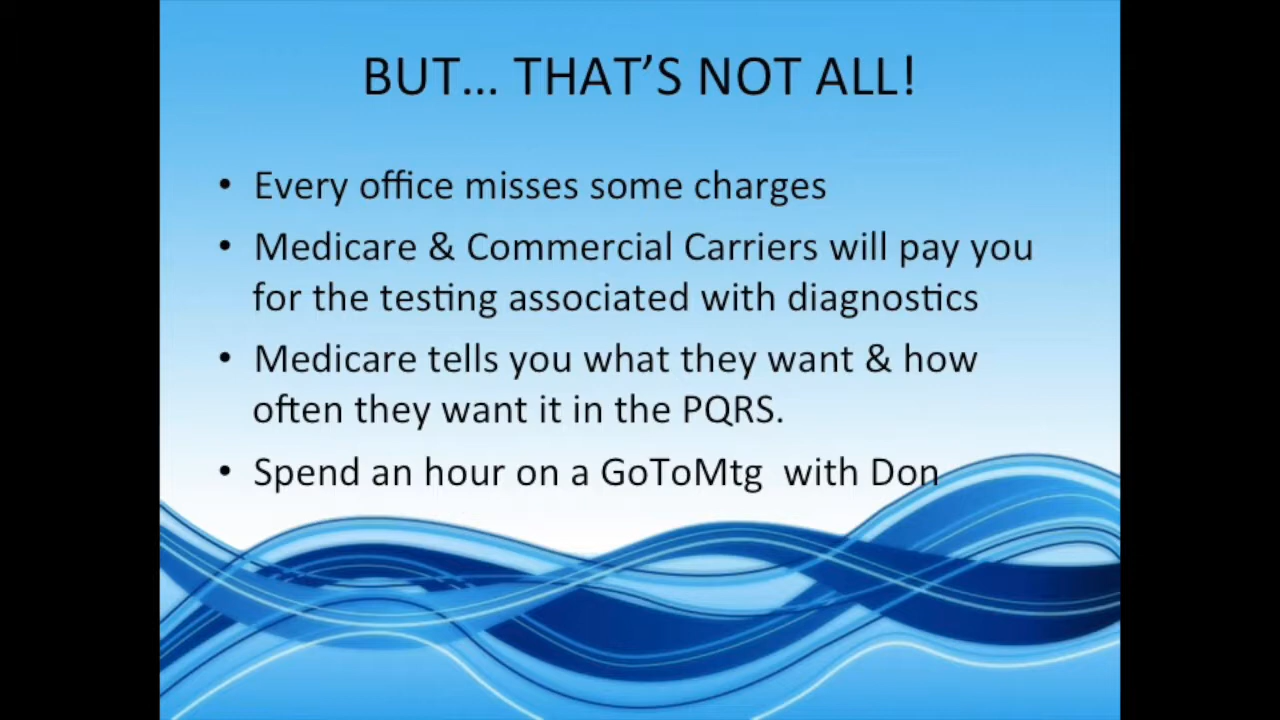 BUT... THAT’S NOT ALL!
• Every office misses some charges
• Medicare & Commercial Carriers will pay you
for the testing associated with diagnostics
• Medicare tells you what they want & how
often they want it in the PQRS.
• Spend an hour on a GoToMtg  with Don